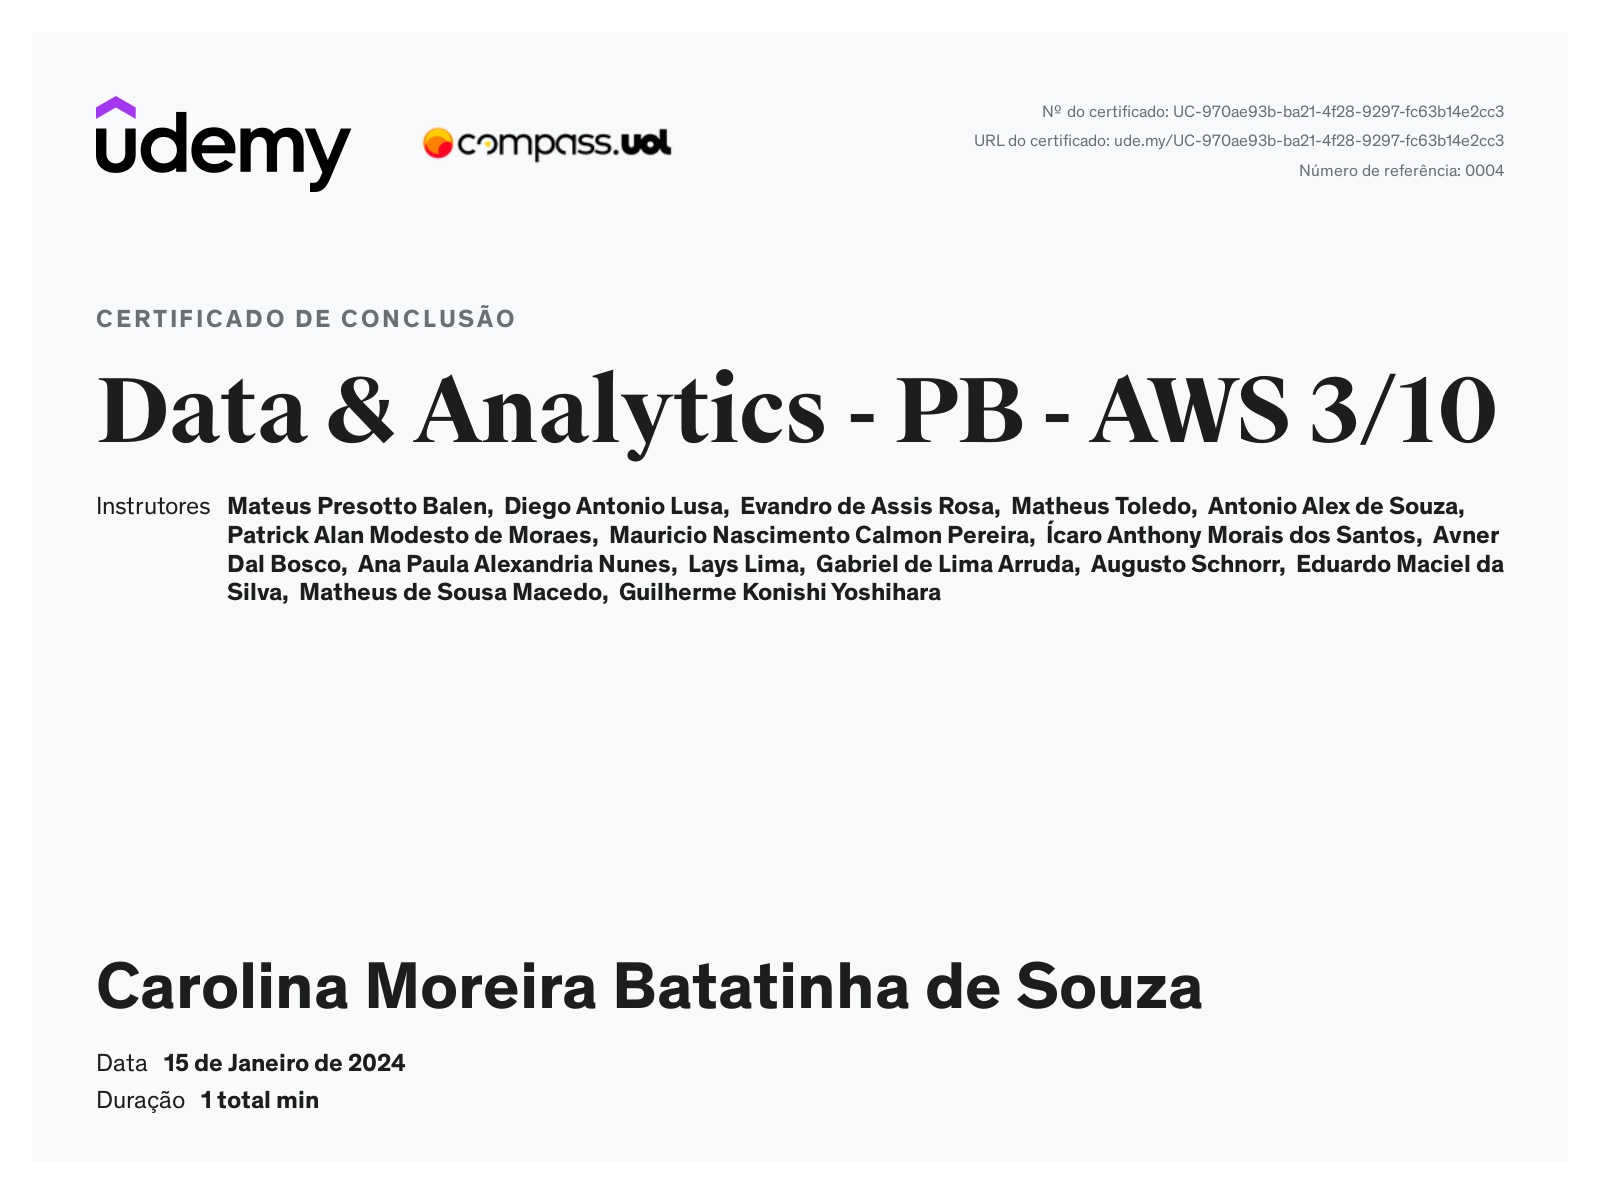 udemy
compass.uol
Nº do certificado: UC-970ae93b-ba21-4f28-9297-fc63b14e2cc3
URL do certificado: ude.my/UC-970ae93b-ba21-4f28-9297-fc63b14e2cc3
Número de referência: 0004
CERTIFICADO DE CONCLUSÃO
Data & Analytics - PB - AWS 3/10
Instrutores Mateus Presotto Balen, Diego Antonio Lusa, Evandro de Assis Rosa, Matheus Toledo, Antonio Alex de Souza,
Patrick Alan Modesto de Moraes, Mauricio Nascimento Calmon Pereira, Ícaro Anthony Morais dos Santos, Avner
Dal Bosco, Ana Paula Alexandria Nunes, Lays Lima, Gabriel de Lima Arruda, Augusto Schnorr, Eduardo Maciel da
Silva, Matheus de Sousa Macedo, Guilherme Konishi Yoshihara
Carolina Moreira Batatinha de Souza
Data 15 de Janeiro de 2024
Duração 1 total min